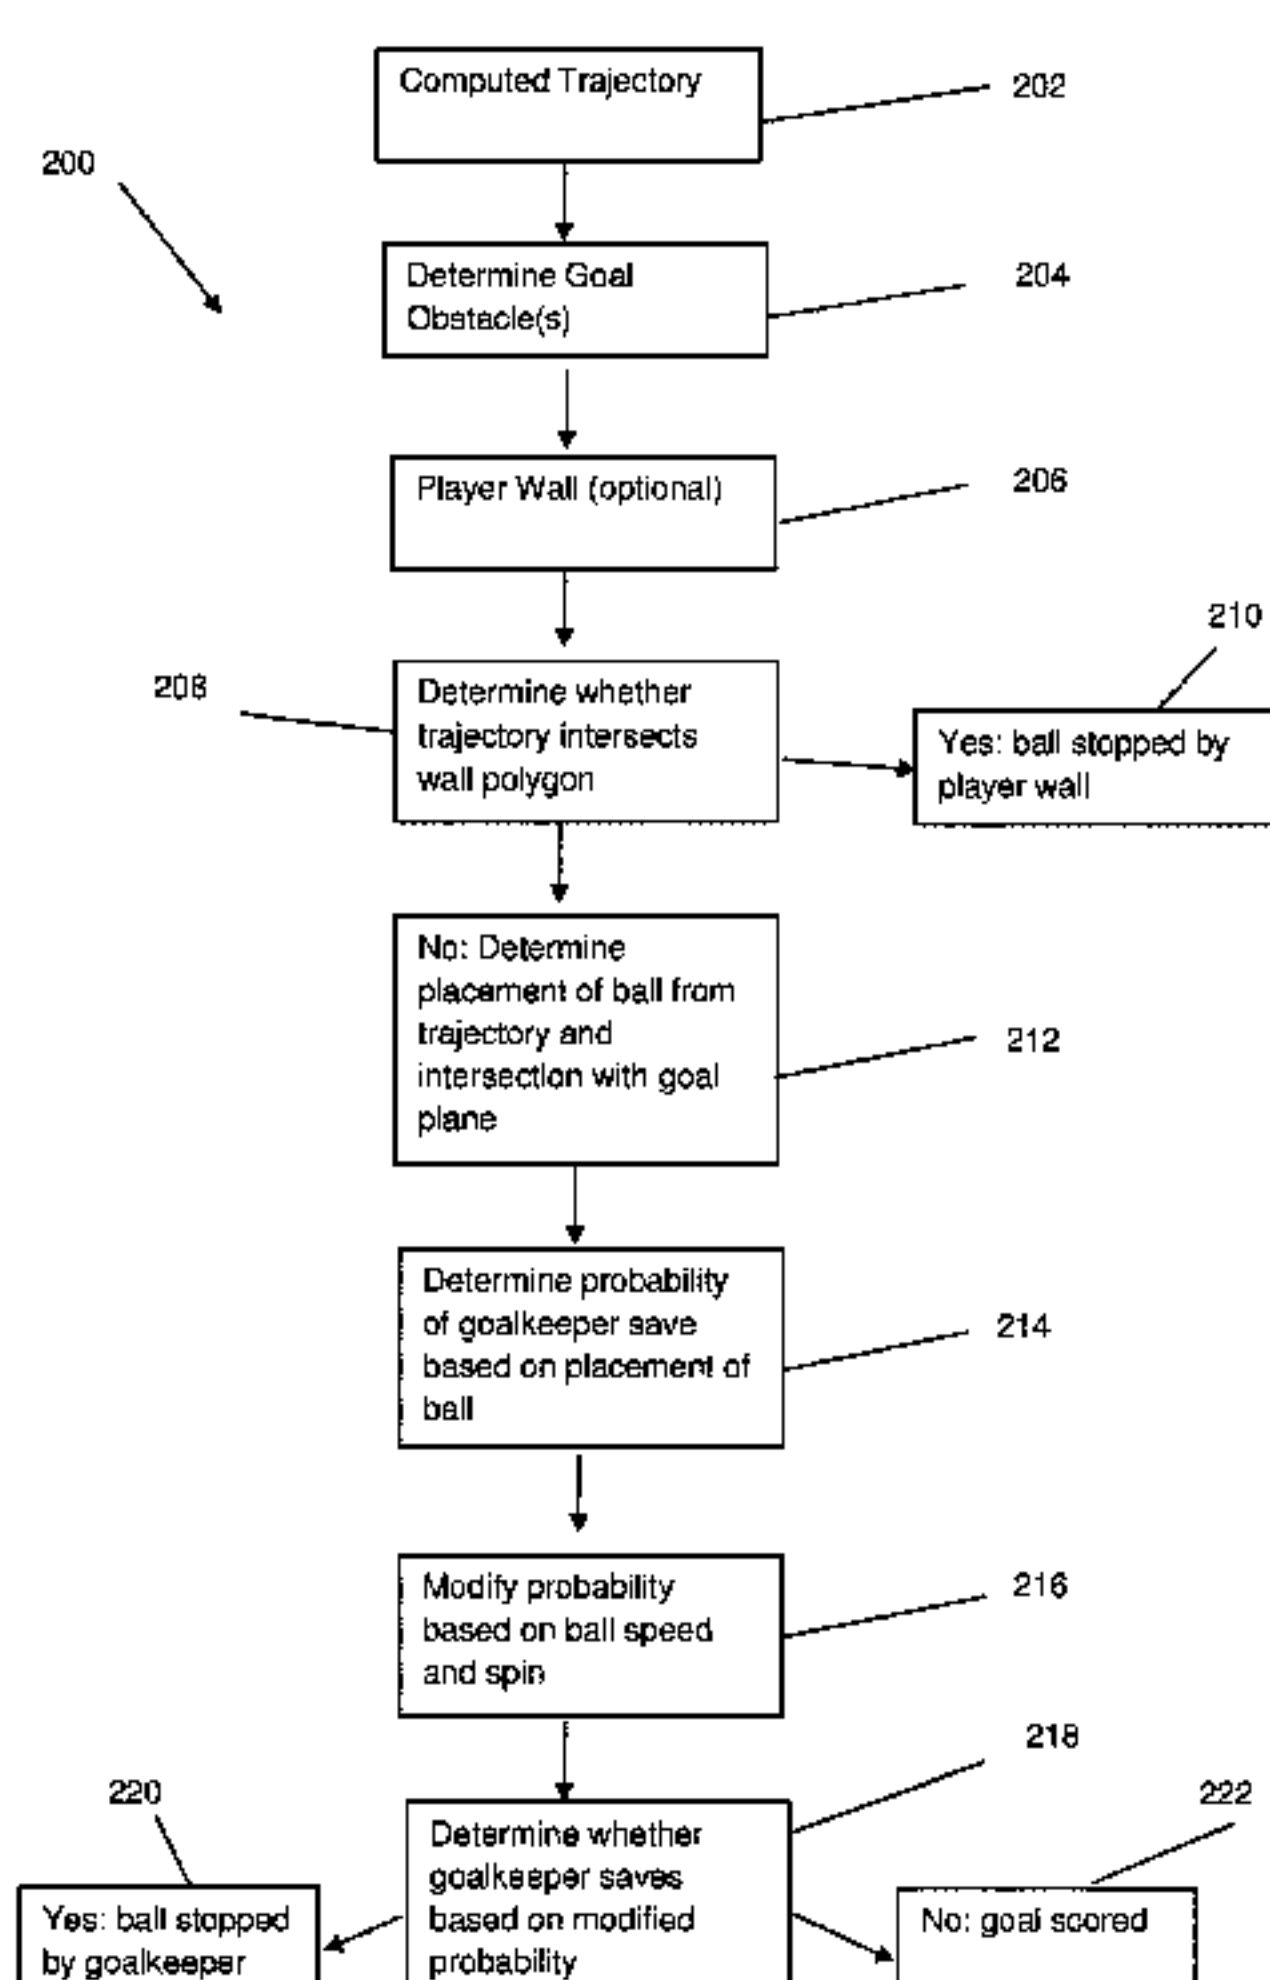 Computed Trajectory
202
200
Determine Goal
Obstacle(s)
204
Player Wall (optional)
206
210
208
Determine whether
trajectory intersects
wall polygon
Yes: ball stopped by
player wall
No: Determine
placement of ball from
trajectory and
intersection with goal
plane
212
Determine probability
of goalkeeper save
based on placement of
ball
214
Modify probability
based on ball speed
and spin
216
218
220
222
Determine whether
goalkeeper saves
based on modified
probability
Yes: ball stopped
by goalkeeper
No: goal scored